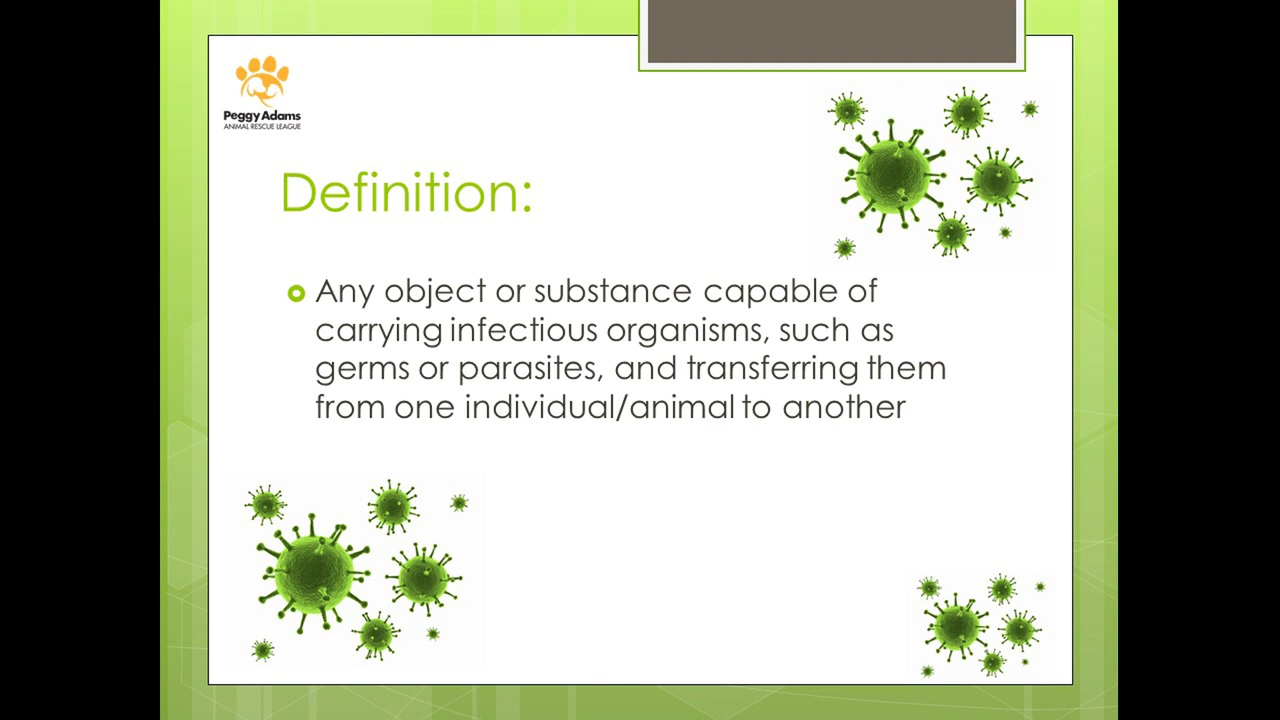 Peggy Adams
ANIMAL RESCUE LEAGUE
Definition:
Any object or substance capable of
carrying infectious organisms, such as
germs or parasites, and transferring them
from one individual/animal to another